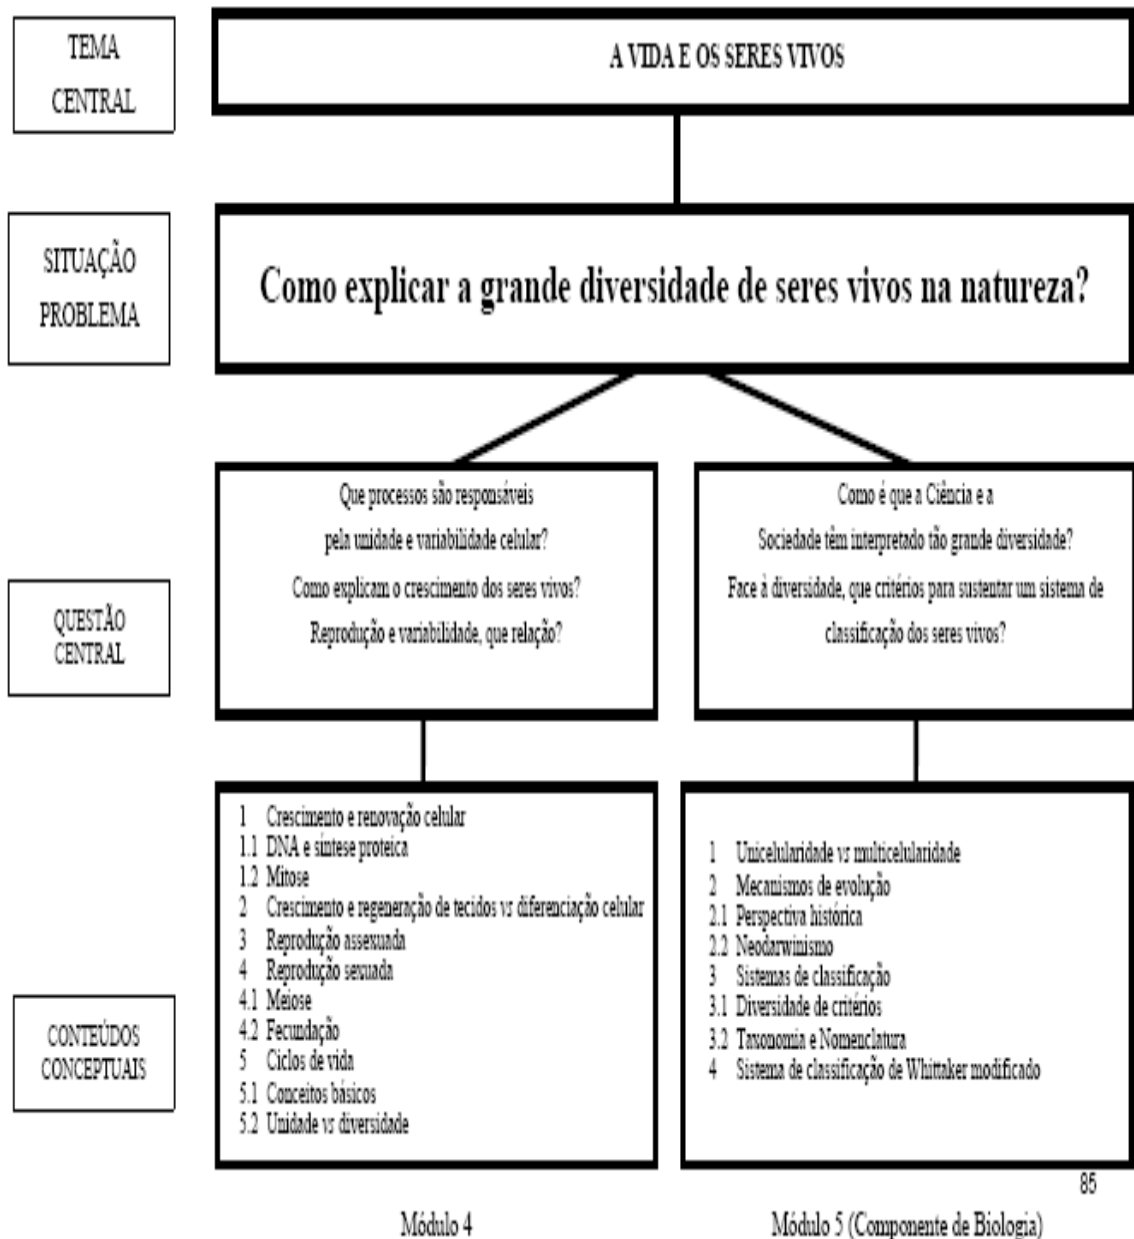 TEMA
CENTRAL
A VIDA E OS SERES VIVOS
SITUAÇÃO
PROBLEMA
Como explicar a grande diversidade de seres vivos na natureza?
QUESTÃO
CENTRAL
Que processos são responsáveis
pela unidade e variabilidade celular?
Como explicam o crescimento dos seres vivos?
Reprodução e variabilidade, que relação?
Como é que a Ciência e a
Sociedade têm interpretado tão grande diversidade?
Face à diversidade, que critérios para sustentar um sistema de
classificação dos seres vivos?
CONTEÚDOS
CONCEPTUAIS
1 Crescimento e renovação celular
1.1 DNA e síntese proteica
1.2 Mitose
2 Crescimento e regeneração de tecidos vs diferenciação celular
3 Reprodução assexuada
4 Reprodução sexuada
4.1 Meiose
4.2 Fecundação
5 Ciclos de vida
5.1 Conceitos básicos
5.2 Unidade vs diversidade
1 Unicelularidade vs multicelularidade
2 Mecanismos de evolução
2.1 Perspectiva histórica
2.2 Neodarwinismo
3 Sistemas de classificação
3.1 Diversidade de critérios
3.2 Taxonomia e Nomenclatura
4 Sistema de classificação de Whittaker modificado
85
Módulo 4
Módulo 5 (Componente de Biologia)